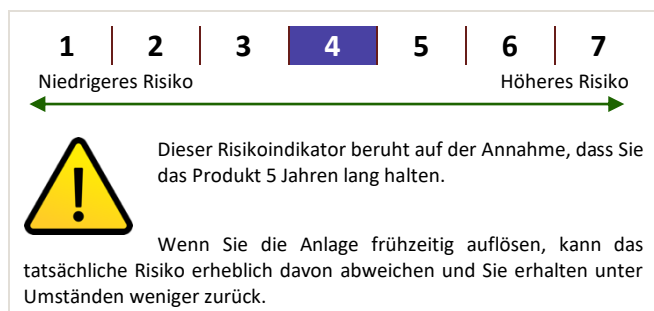 1 2 3 4 5 6 7
Niedrigeres Risiko Höheres Risiko
Dieser Risikoindikator beruht auf der Annahme, dass Sie
das Produkt 5 Jahren lang halten.
Wenn Sie die Anlage frühzeitig auflösen, kann das
tatsächliche Risiko erheblich davon abweichen und Sie erhalten unter
Umständen weniger zurück.